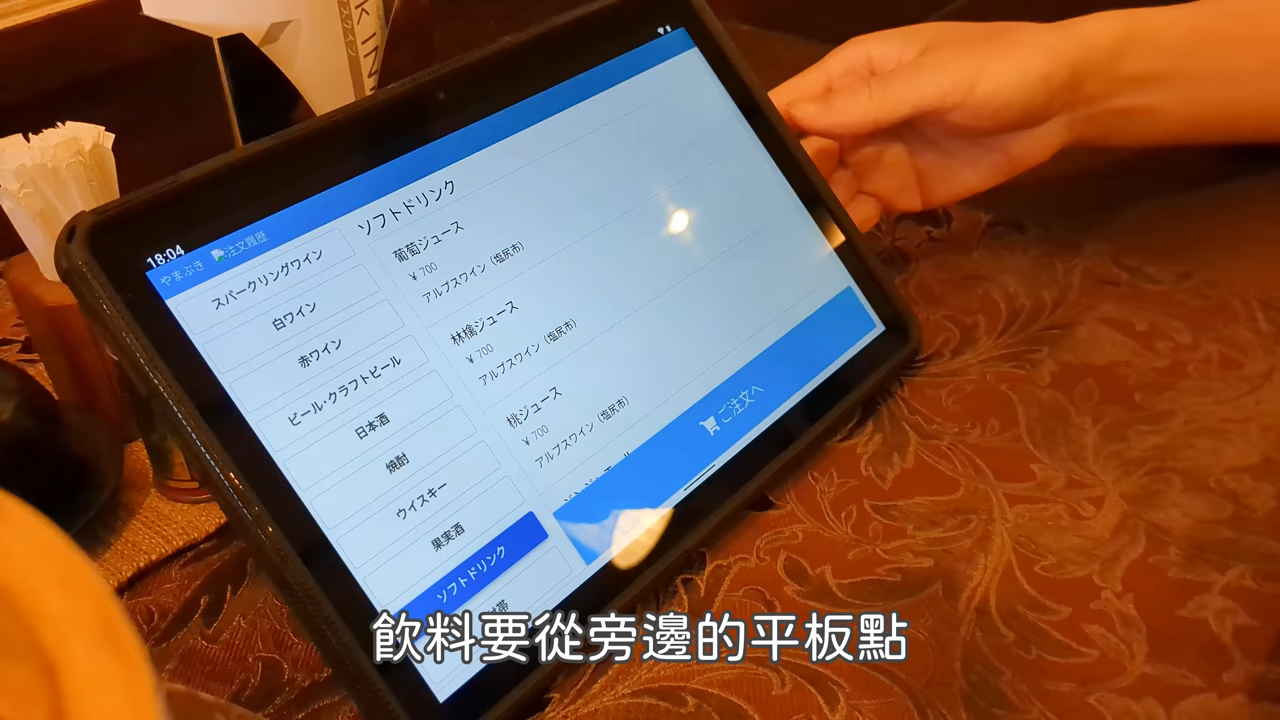 18:04
やまぶき
注文履歴
スパークリングワイン
白ワイン
赤ワイン
ビール・クラフトビール
日本酒
焼酎
ウイスキー
果実酒
ソフトドリンク
ソフトドリンク
葡萄ジュース
¥ 700
アルプスワイン（塩尻市）
林檎ジュース
¥ 700
アルプスワイン（塩尻市）
桃ジュース
¥ 700
アルプスワイン（塩尻市）
ご注文へ
飲料要從旁邊的平板點